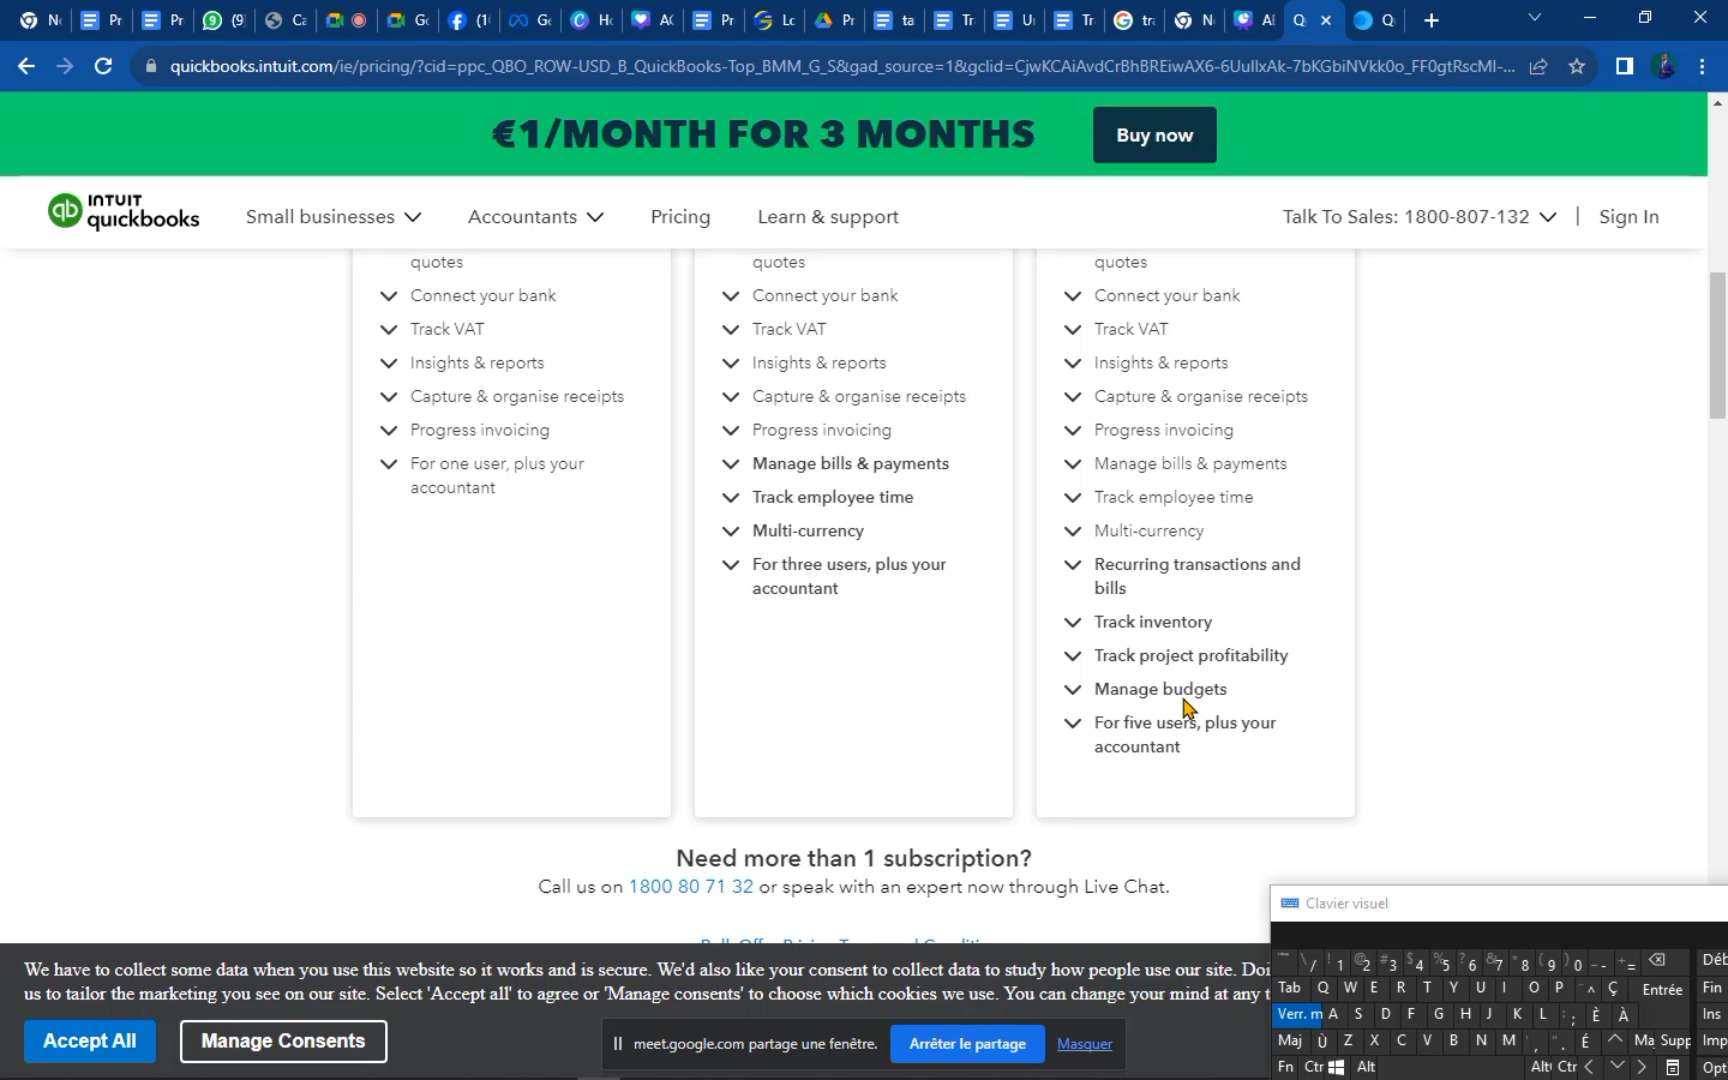 quickbooks.intuit.com/ie/pricing/?cid=ppc_QBO_ROW-USD_B_QuickBooks-Top_BMM_G_S&gad_source=1&gclid=
€1/MONTH FOR 3 MONTHS
Buy now
INTUIT
quickbooks
Small businesses
Accountants
Pricing
Learn & support
Talk To Sales: 1800-807-132
Sign In
quotes
Connect your bank
Track VAT
Insights & reports
Capture & organise receipts
Progress invoicing
For one user, plus your
accountant
quotes
Connect your bank
Track VAT
Insights & reports
Capture & organise receipts
Progress invoicing
Manage bills & payments
Track employee time
Multi-currency
For three users, plus your
accountant
quotes
Connect your bank
Track VAT
Insights & reports
Capture & organise receipts
Progress invoicing
Manage bills & payments
Track employee time
Multi-currency
Recurring transactions and
bills
Track inventory
Track project profitability
Manage budgets
For five users, plus your
accountant
Need more than 1 subscription?
Call us on 1800 80 71 32 or speak with an expert now through Live Chat.
We have to collect some data when you use this website so it works and is secure. We'd also like your consent to collect data to study how people use our site. Doi
us to tailor the marketing you see on our site. Select 'Accept all' to agree or 'Manage consents' to choose which cookies we use. You can change your mind at any t
Accept All
Manage Consents
meet.google.com partage une fenêtre.
Arrêter le partage
Masquer
Clavier visuel
Tab Q W E R T Y U I O P ^ Ç Entrée Fin
Verr. m A S D F G H J K L ; È À Ins
Maj Ù Z X C V B N M É Supp
Fn Ctr Alt Alt Ctr